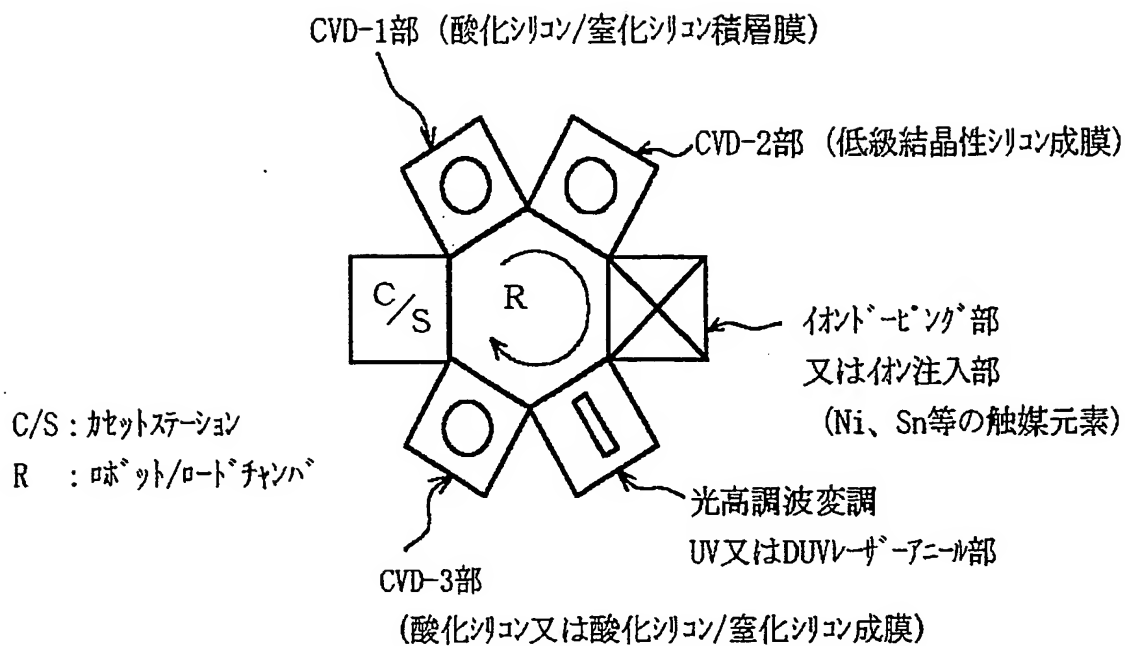 CVD-1部 (酸化シリコン/窒化シリコン積層膜)
CVD-2部 (低級結晶性シリコン成膜)
C/S
R
イオンドーピング部
又はイオン注入部
(Ni、Sn等の触媒元素)
C/S：カセットステーション
R ：ロボット/ロードチャンバ
光高調波変調
UV又はDUVレーザーアニール部
CVD-3部
(酸化シリコン又は酸化シリコン/窒化シリコン成膜)